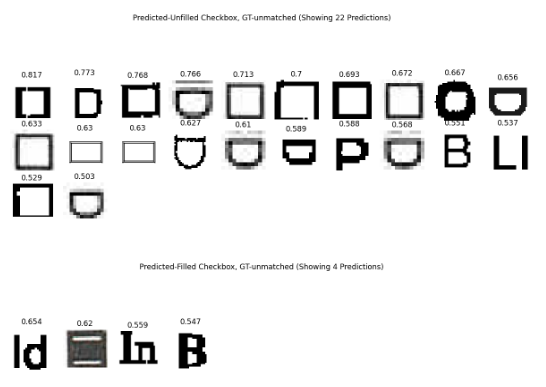 Predicted-Unfilled Checkbox, GT-unmatched (Showing 22 Predictions)
0.817 0.773 0.768 0.766 0.713 0.7 0.693 0.672 0.667 0.656
D
0.633 0.63 0.63 0.627 0.61 0.589 0.588 0.568 0.551 0.537
P B LI
0.529 0.503
Predicted-Filled Checkbox, GT-unmatched (Showing 4 Predictions)
0.654 0.62 0.559 0.547
ld In B